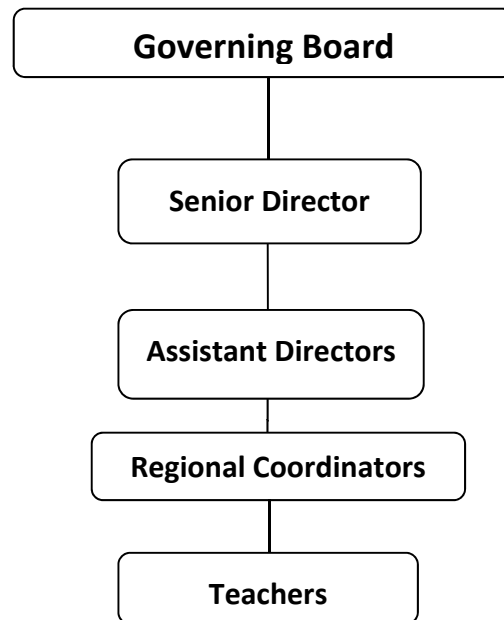 Governing Board
Senior Director
Assistant Directors
Regional Coordinators
Teachers